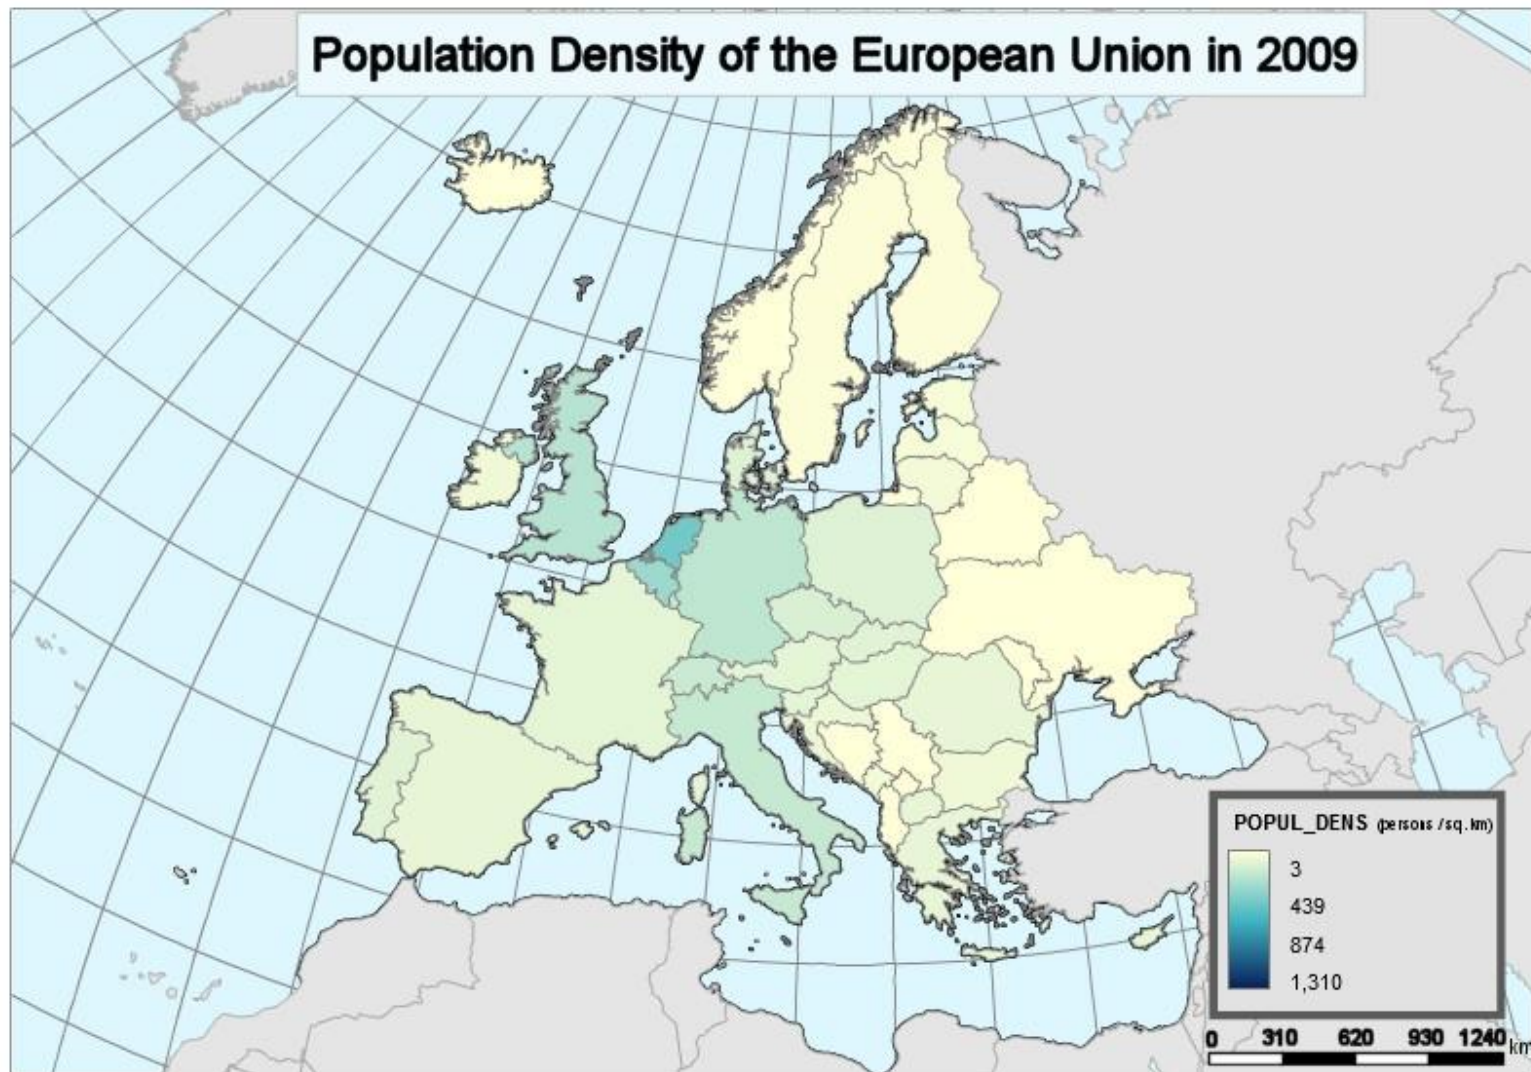 Population Density of the European Union in 2009
POPUL_DENS (persons / sq. km)
3
439
874
1,310
0 310 620 930 1240 km